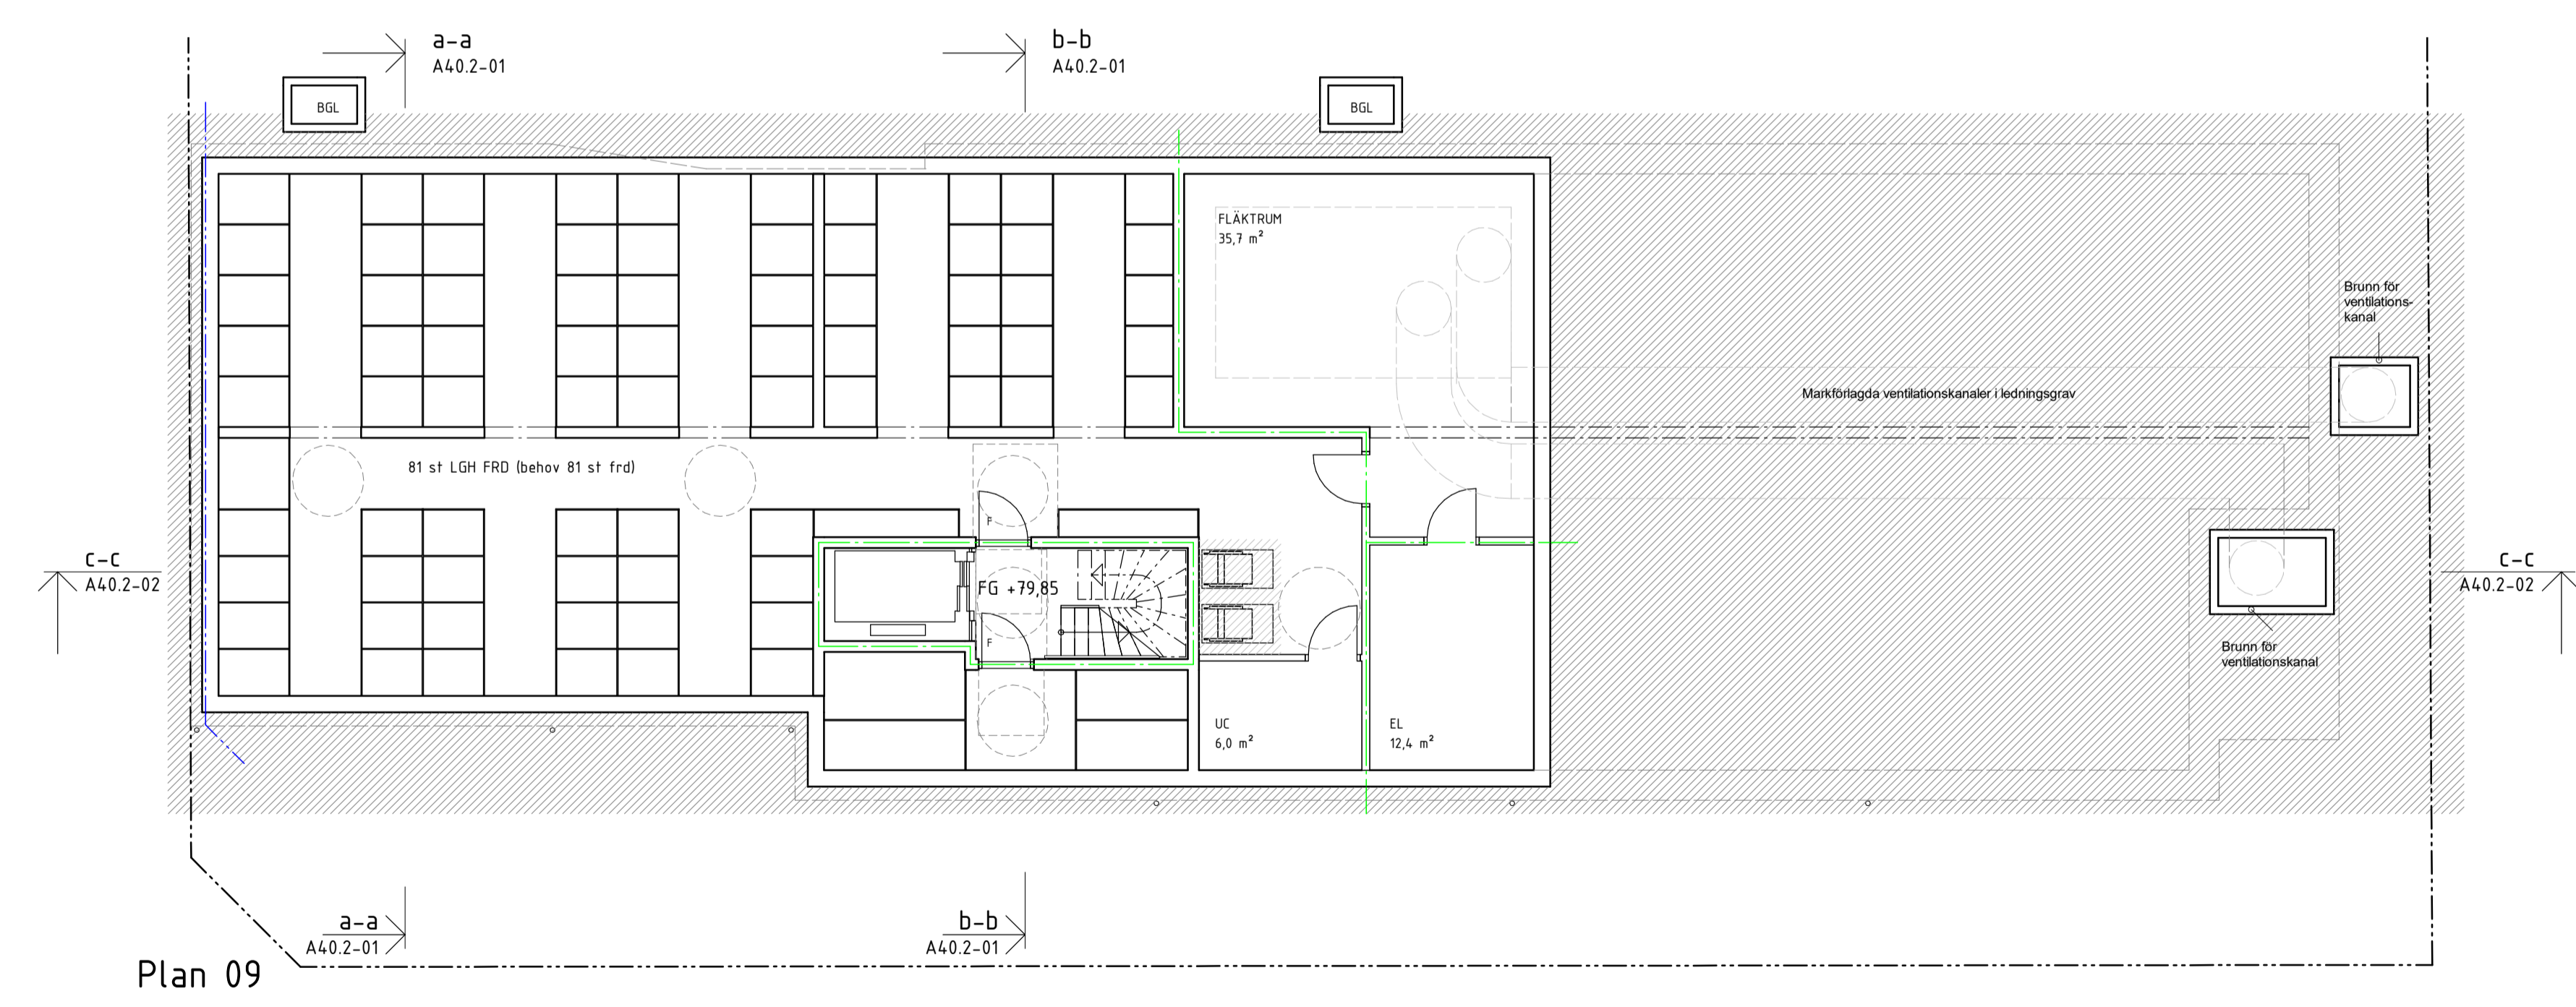 a-a
A40.2-01
b-b
A40.2-01
BGL
BGL
FLÄKTRUM
35,7 m²
Brunn för
ventilations-
kanal
Markförlagda ventilationskanaler i ledningsgrav
81 st LGH FRD (behov 81 st frd)
F
c-c
A40.2-02
FG +79,85
c-c
A40.2-02
F
Brunn för
ventilationskanal
UC
6,0 m²
EL
12,4 m²
a-a
A40.2-01
b-b
A40.2-01
Plan 09